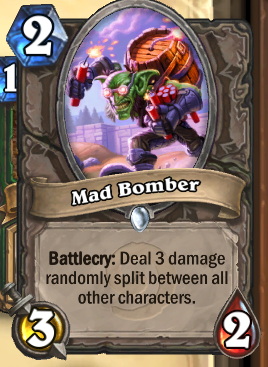 2
1
Mad Bomber
Battlecry: Deal 3 damage
randomly split between all
other characters.
3
2